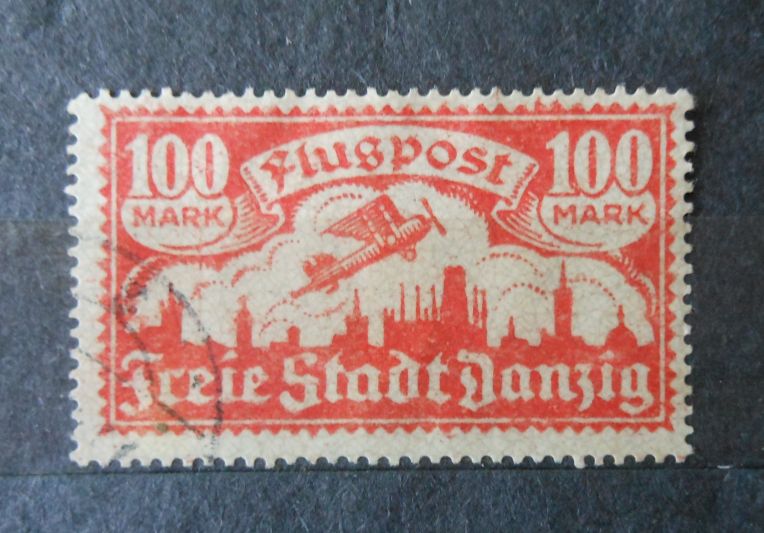 100 Flugpost 100
MARK MARK
Freie Stadt Danzig